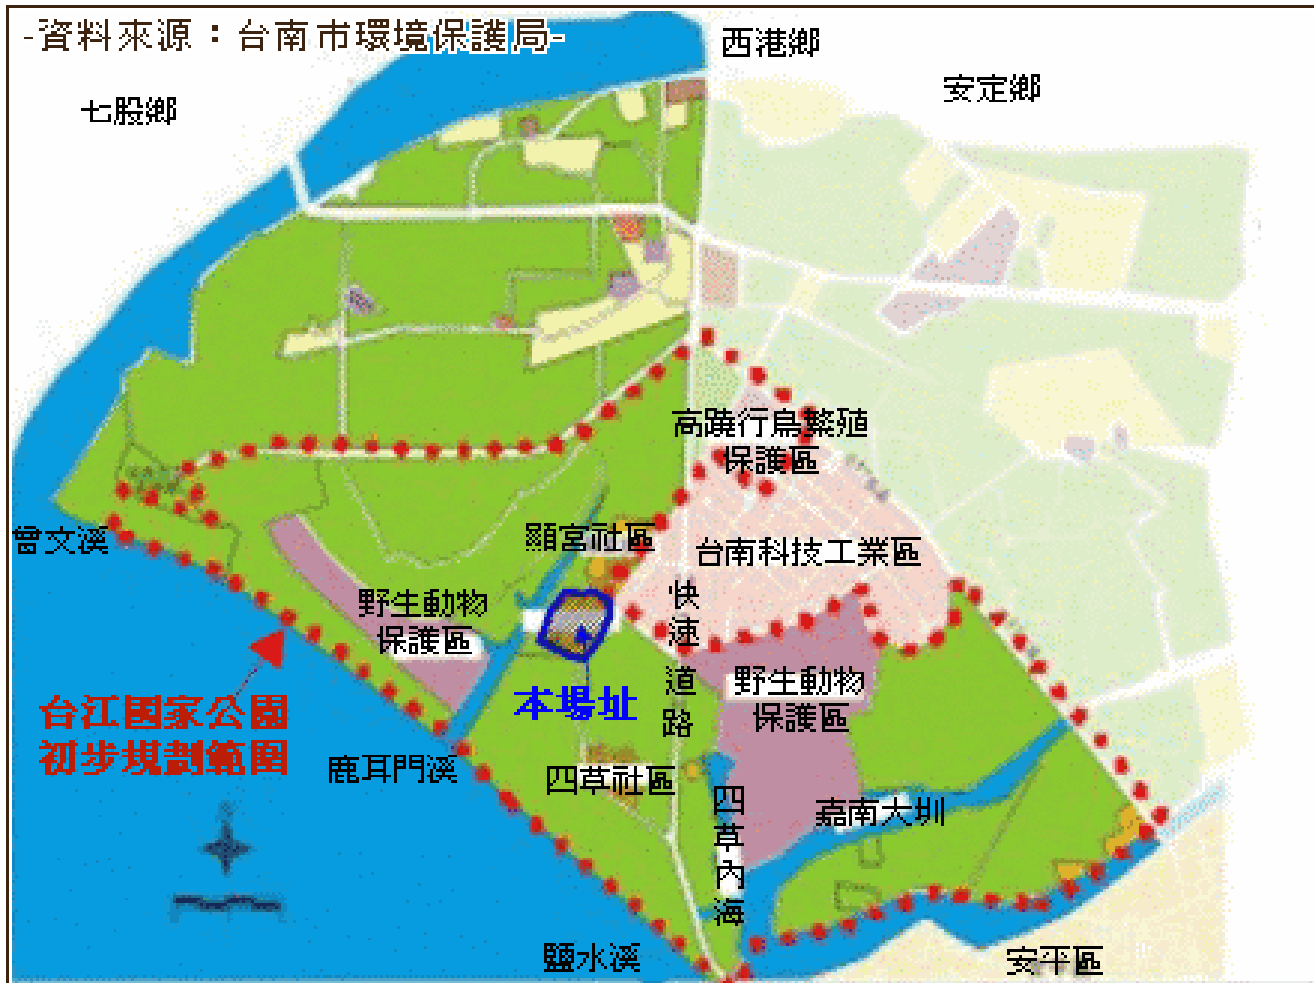 -資料來源：台南市環境保護局-
西港鄉
安定鄉
七股鄉
高蹺行鳥繁殖
保護區
曾文溪
顯宮社區
台南科技工業區
野生動物
保護區
快速道路
本場址
野生動物
保護區
台江國家公園
初步規劃範圍
鹿耳門溪
四草社區
四草內海
嘉南大圳
鹽水溪
安平區